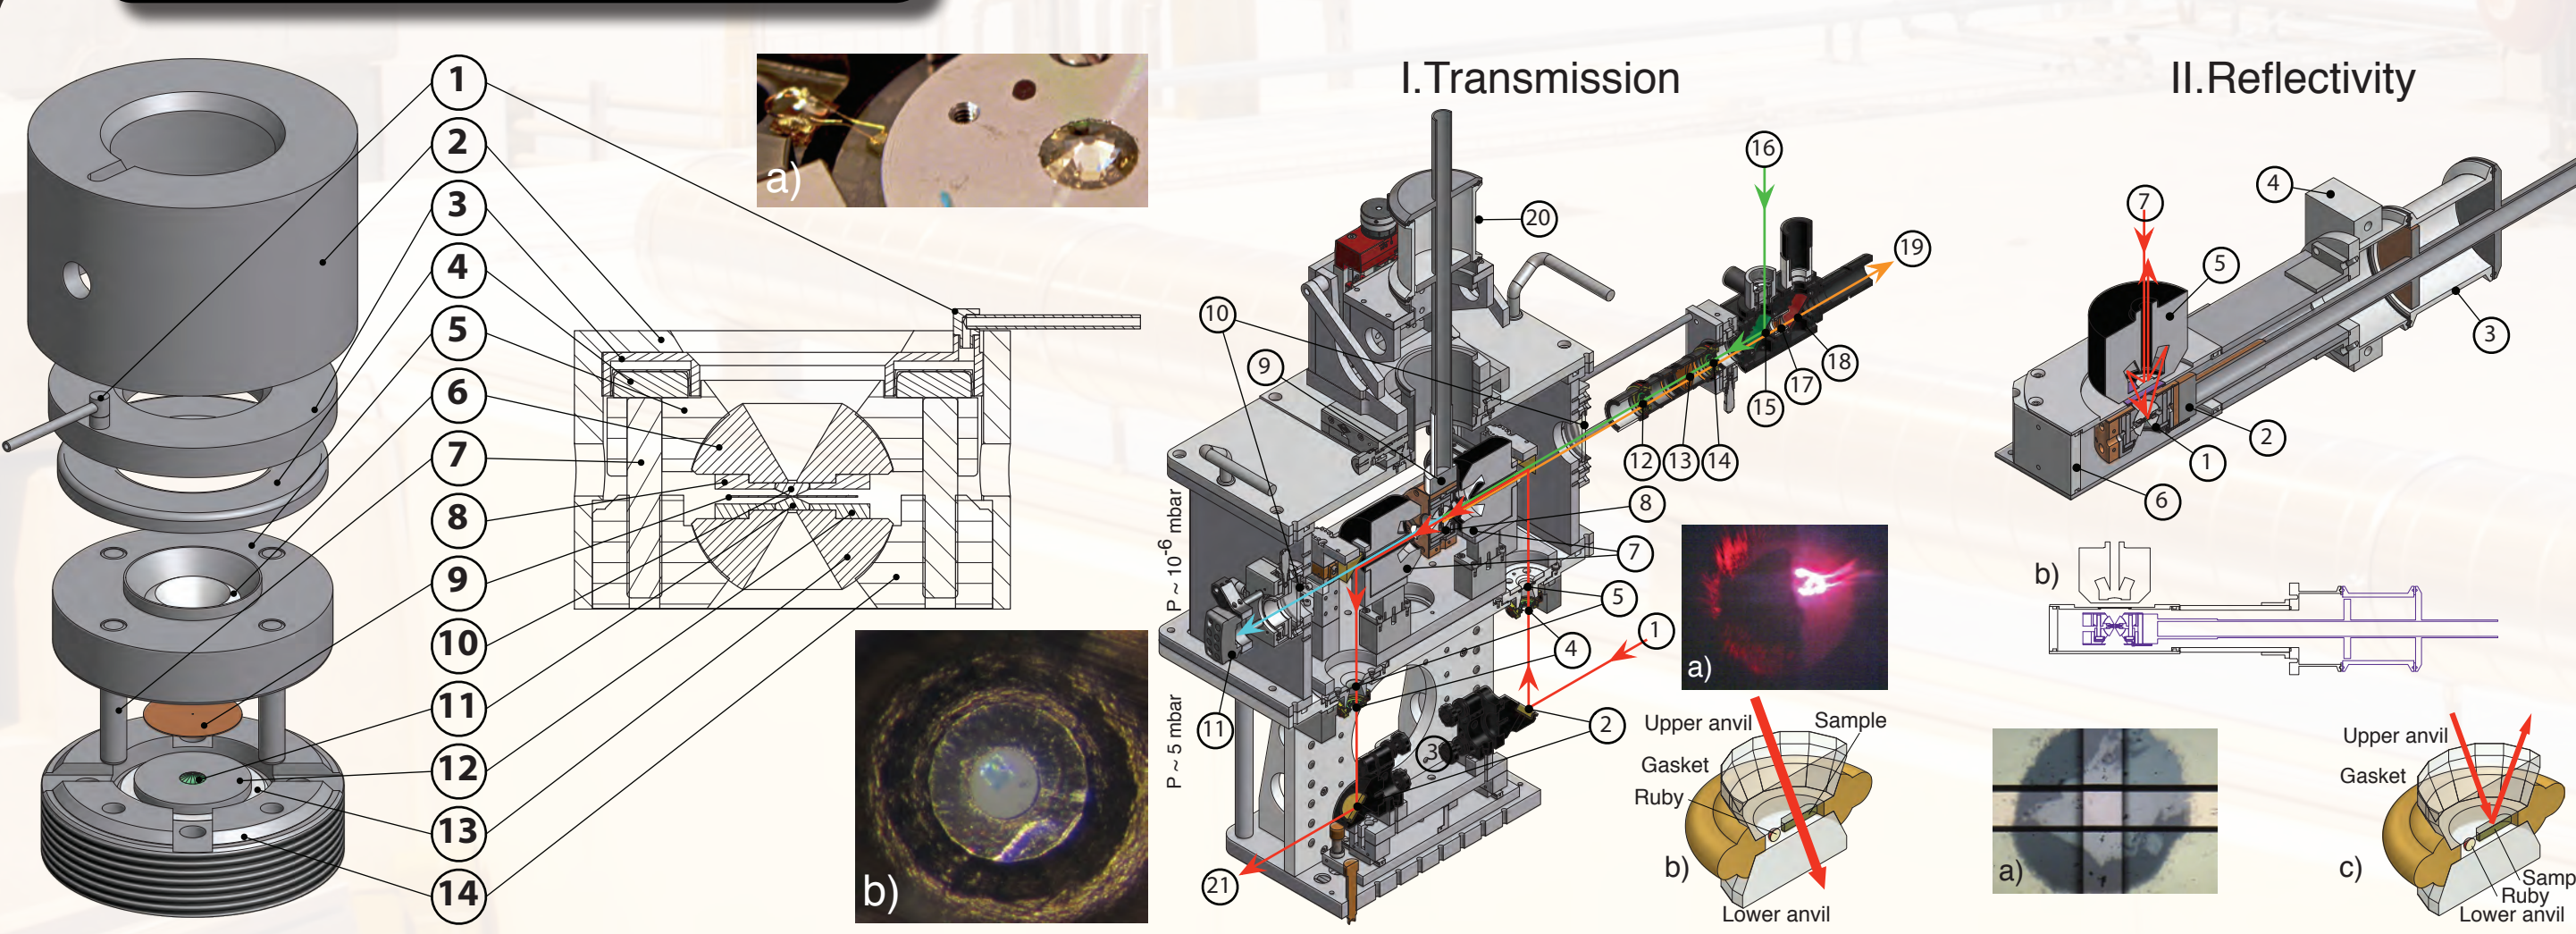 1
2
3
4
5
6
7
8
9
10
11
12
13
14
a)
b)
I.Transmission
16
20
19
10
9
18
17
15
12
13
14
8
7
5
1
4
2
3
11
21
P ~ 10-6 mbar
P ~ 5 mbar
a)
Upper anvil
Sample
Gasket
Ruby
b)
Lower anvil
II.Reflectivity
4
7
5
3
2
1
6
b)
a)
Upper anvil
Gasket
c)
Samp
Ruby
Lower anvil